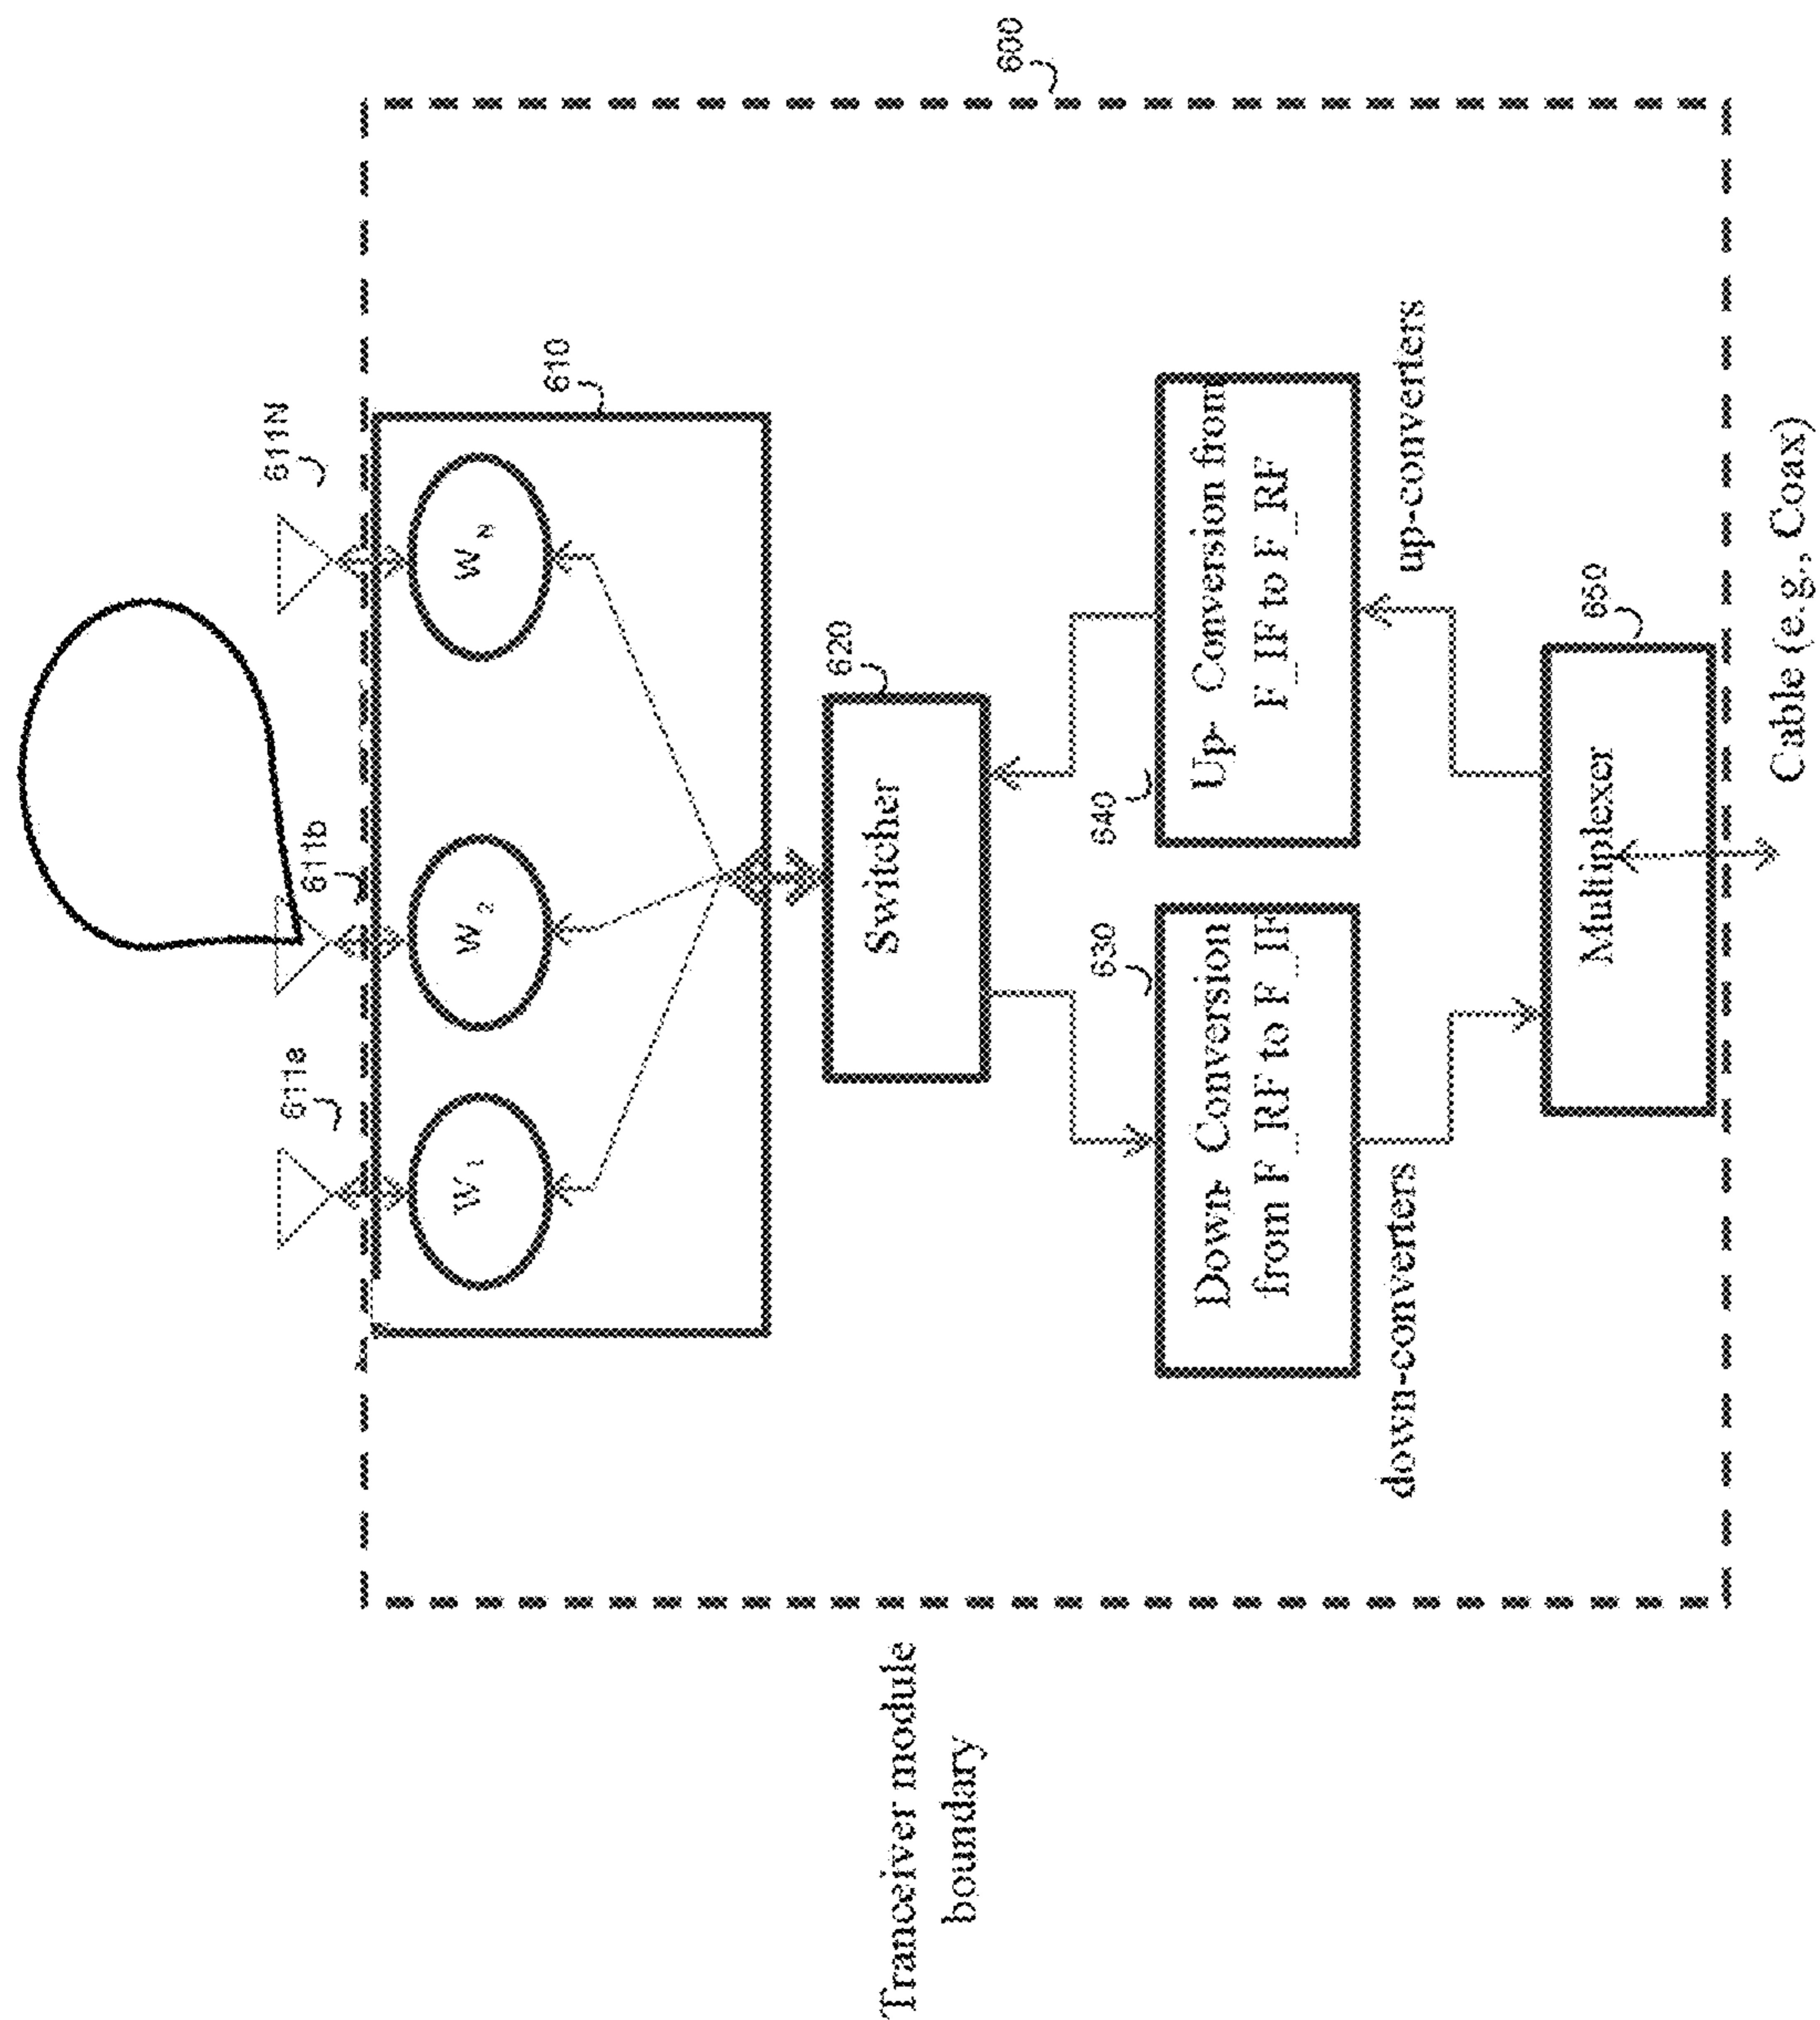 600
611a
611b
611N
610
W 1
W 2
W N
620
Switcher
630
Down- Conversion
from F_RF to F_IF
640
Up- Conversion from
F_IF to F_RF
down-converters
up-converters
650
Multiplexer
Cable (e.g., Coax)
Tranceiver module
boundary